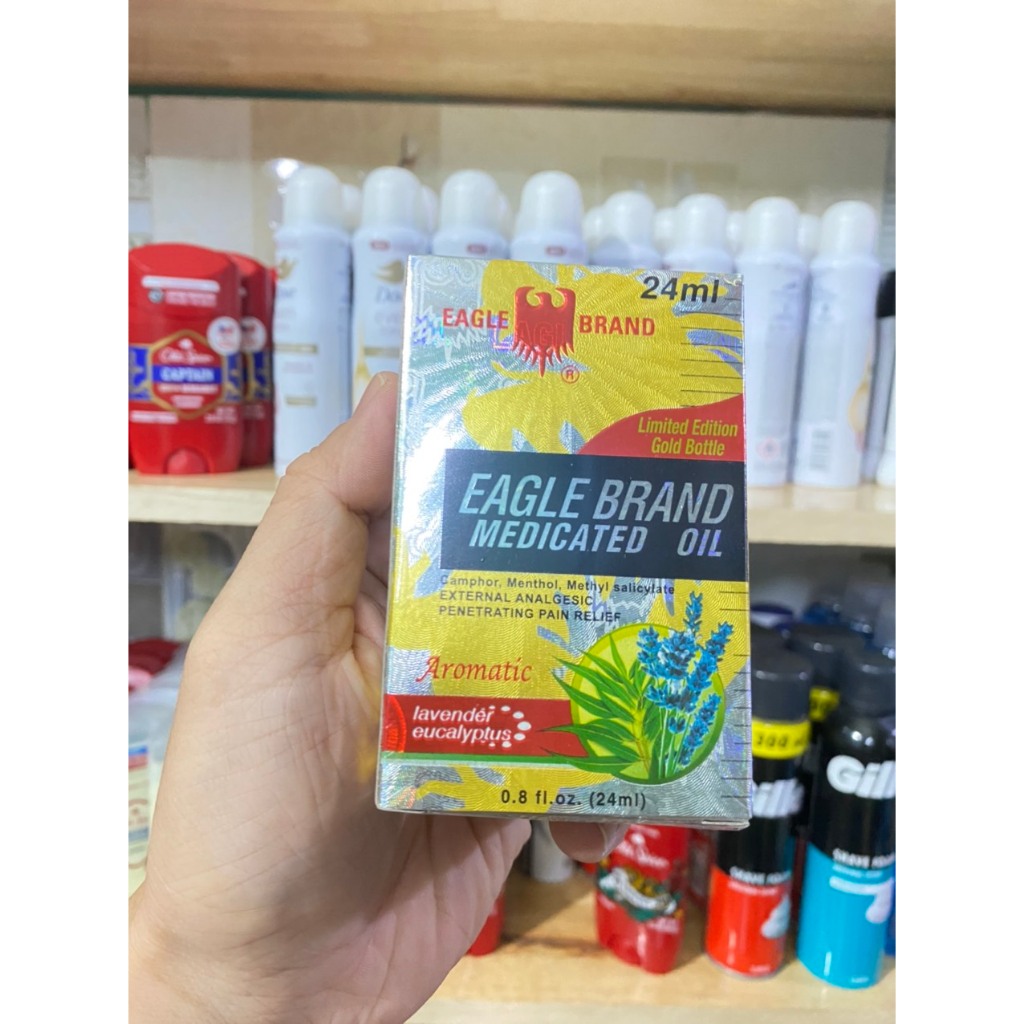 24ml
EAGLE BRAND
®
Limited Edition
Gold Bottle
EAGLE BRAND
MEDICATED OIL
Camphor, Menthol, Methyl salicylate
EXTERNAL ANALGESIC
PENETRATING PAIN RELIEF
Aromatic
lavender
eucalyptus
0.8 fl.oz. (24ml)
Old Spice
CAPTAIN